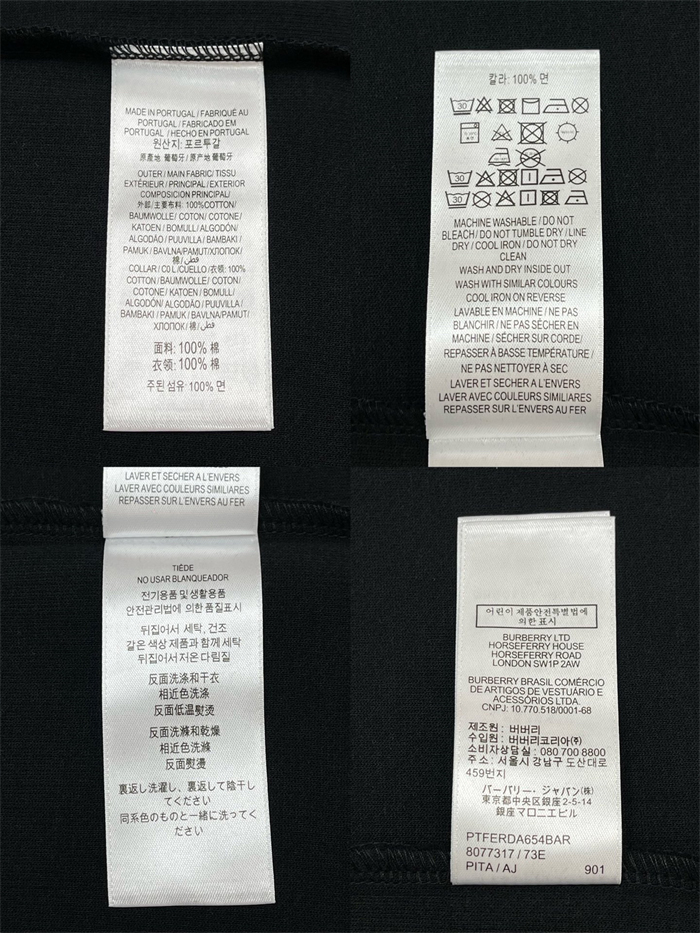 MADE IN PORTUGAL / FABRIQUÉ AU
PORTUGAL / FABRICADO EM
PORTUGAL / HECHO EN PORTUGAL
원산지: 포르투갈
原產地 葡萄牙 / 原产地 葡萄牙
OUTER / MAIN FABRIC/ TISSU
EXTÉRIEUR / PRINCIPAL / EXTERIOR
COMPOSICION PRINCIPAL/
外部/ 主要布料: 100%COTTON/
BAUMWOLLE/ COTON/ COTONE/
KATOEN / BOMULL/ ALGODÓN/
ALGODÃO / PUUVILLA / BAMBAKI /
PAMUK / BAVLNA/PAMUT/ХЛОПОК/
棉/ قطن/
COLLAR / COL/CUELLO /衣领: 100%
COTTON / BAUMWOLLE/ COTON/
COTONE / KATOEN / BOMULL/
ALGODÓN/ ALGODÃO / PUUVILLA /
BAMBAKI / PAMUK / BAVLNA/PAMUT/
ХЛОПОК / 棉/ قطن/
面料: 100% 棉
衣领: 100% 棉
주된 섬유 100% 면
칼라: 100% 면
30
30
30
MACHINE WASHABLE / DO NOT
BLEACH / DO NOT TUMBLE DRY / LINE
DRY / COOL IRON / DO NOT DRY
CLEAN
WASH AND DRY INSIDE OUT
WASH WITH SIMILAR COLOURS
COOL IRON ON REVERSE
LAVABLE EN MACHINE / NE PAS
BLANCHIR / NE PAS SÉCHER EN
MACHINE / SÉCHER SUR CORDE/
REPASSER À BASSE TEMPÉRATURE /
NE PAS NETTOYER À SEC
LAVER ET SECHER A L'ENVERS
LAVER AVEC COULEURS SIMILIARES
REPASSER SUR L'ENVERS AU FER
LAVER ET SECHER A L'ENVERS
LAVER AVEC COULEURS SIMILIARES
REPASSER SUR L'ENVERS AU FER
TIÈDE
NO USAR BLANQUEADOR
전기용품 및 생활용품
안전관리법에 의한 품질표시
뒤집어서 세탁, 건조
같은 색상 제품과 함께 세탁
뒤집어서 저온 다림질
反面洗涤和干衣
相近色洗涤
反面低温熨烫
反面洗滌和乾燥
相近色洗滌
反面熨燙
裏返し洗濯し、裏返して陰干し
てください
同系色のものと一緒に洗ってく
ださい
어린이 제품안전특별법에
의한 표시
BURBERRY LTD
HORSEFERRY HOUSE
HORSEFERRY ROAD
LONDON SW1P 2AW
BURBERRY BRASIL COMÉRCIO
DE ARTIGOS DE VESTUÁRIO E
ACESSÓRIOS LTDA.
CNPJ: 10.770.518/0001-68
제조원 : 버버리
수입원 : 버버리코리아㈜
소비자상담실 : 080 700 8800
주소 : 서울시 강남구 도산대로
459번지
バーバリー・ジャパン(株)
東京都中央区銀座2-5-14
銀座マロニエビル
PTFERDA654BAR
8077317 / 73E
PITA / AJ 901